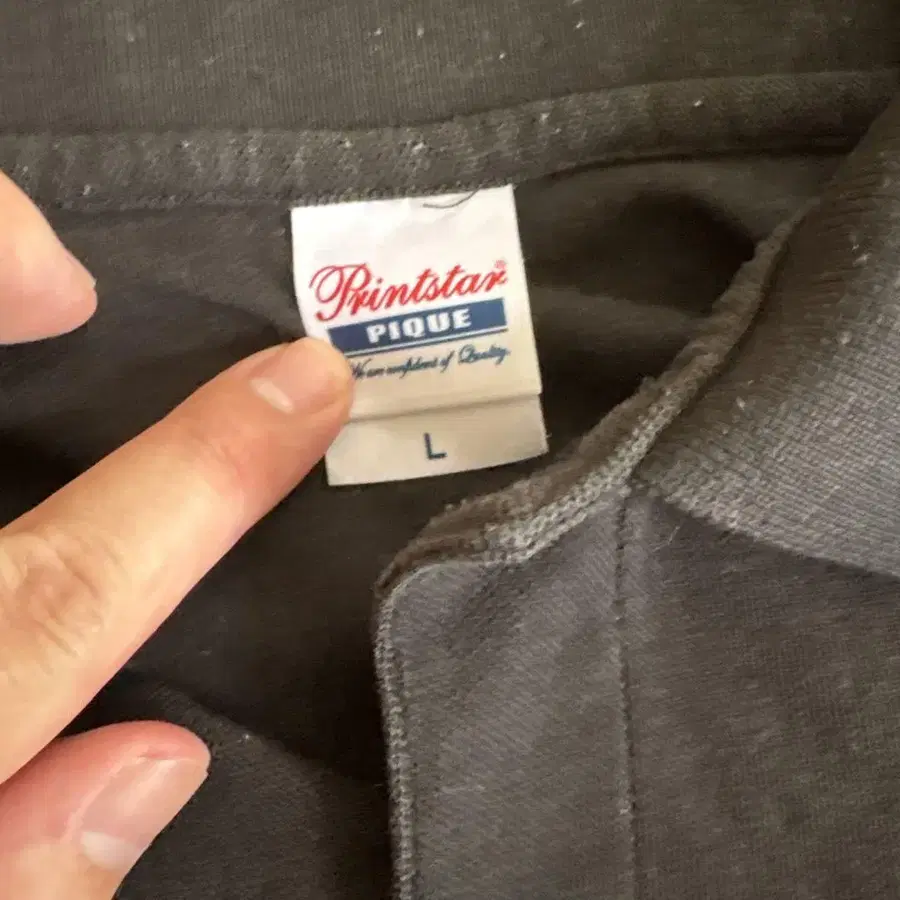 Printstar®
PIQUE
We are confident of Quality.
L